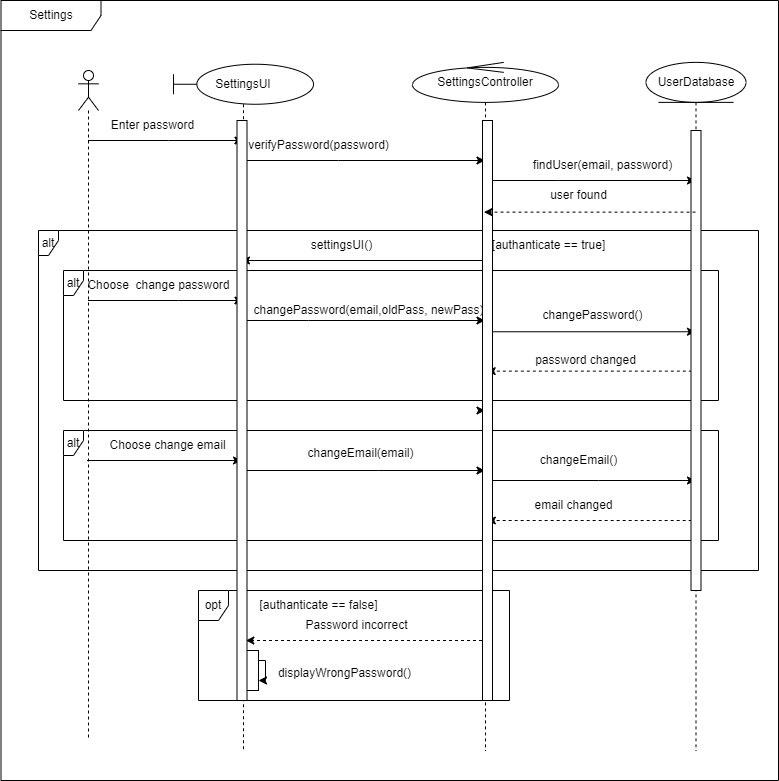 Settings
SettingsUI
SettingsController
UserDatabase
Enter password
verifyPassword(password)
findUser(email, password)
user found
alt
settingsUI()
[authanticate == true]
alt
Choose change password
changePassword(email,oldPass, newPass)
changePassword()
password changed
alt
Choose change email
changeEmail(email)
changeEmail()
email changed
opt
[authanticate == false]
Password incorrect
displayWrongPassword()